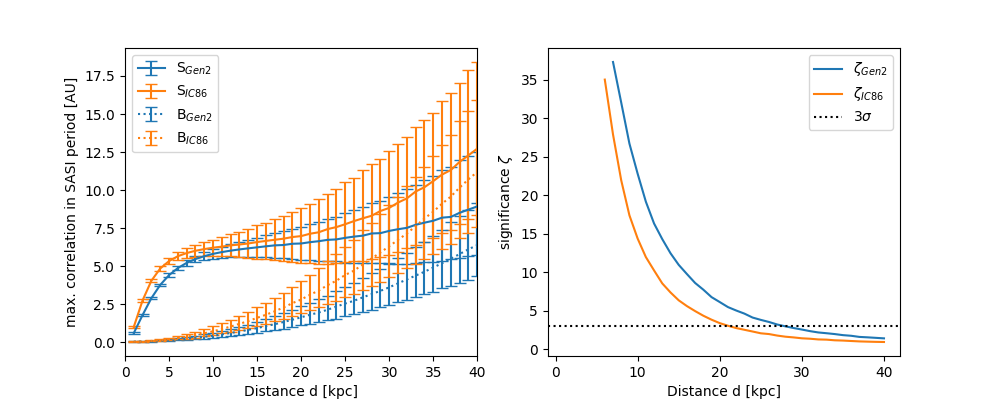 max. correlation in SASI period [AU]
17.5
15.0
12.5
10.0
7.5
5.0
2.5
0.0
S_Gen2
S_IC86
B_Gen2
B_IC86
0 5 10 15 20 25 30 35 40
Distance d [kpc]
significance ζ
35
30
25
20
15
10
5
0
ζ_Gen2
ζ_IC86
3σ
0 10 20 30 40
Distance d [kpc]